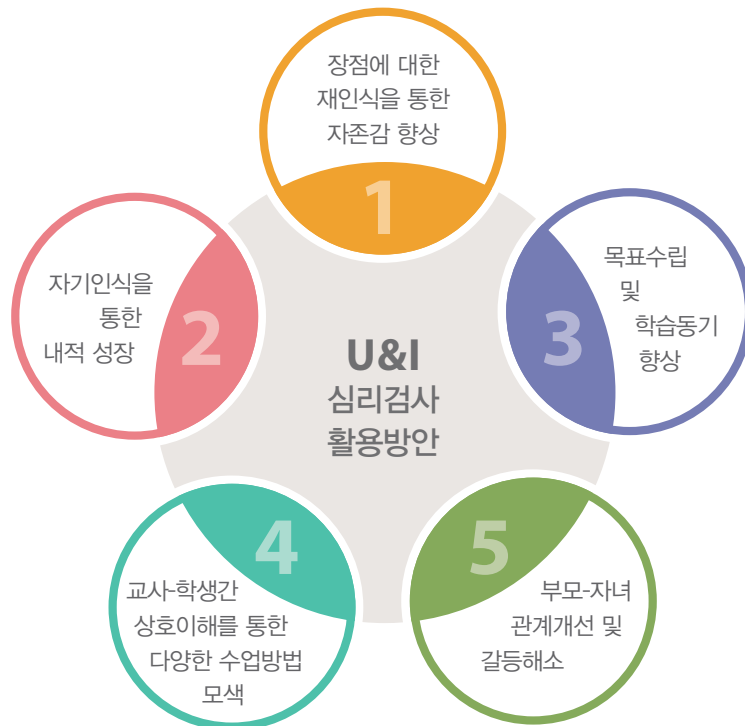 장점에 대한
재인식을 통한
자존감 향상
1
자기인식을
통한
내적 성장
2
3
목표수립
및
학습동기
향상
U&I
심리검사
활용방안
4
교사-학생간
상호이해를 통한
다양한 수업방법
모색
5
부모-자녀
관계개선 및
갈등해소